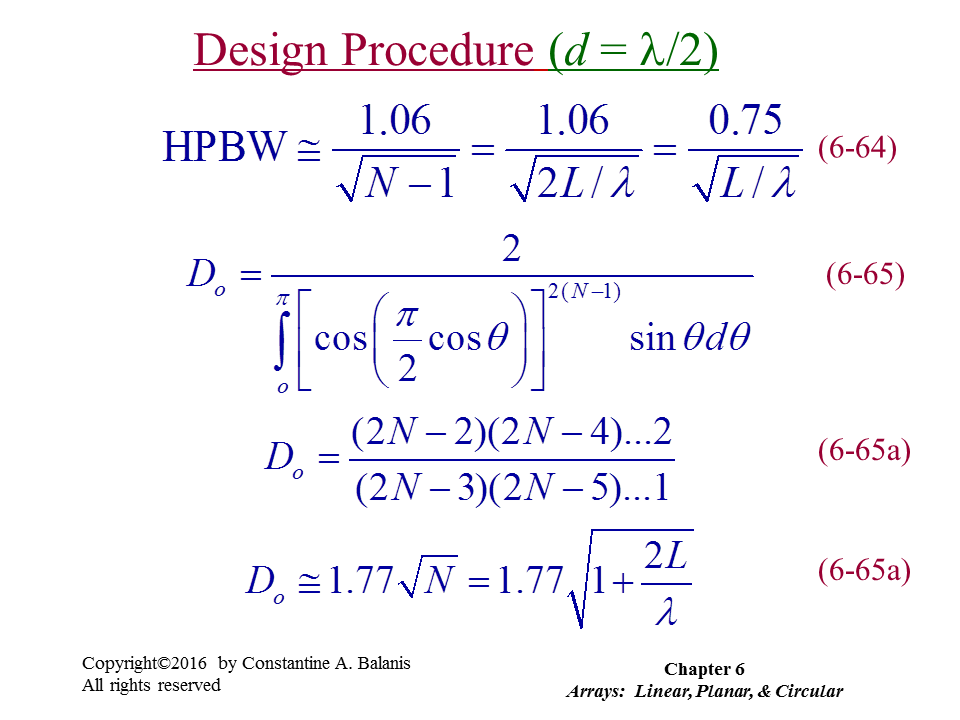 Design Procedure (d = λ/2)
HPBW ≅ 1.06/√(N − 1) = 1.06/√(2L / λ) = 0.75/√(L / λ) (6-64)
D_o = 2 / ∫_o^π [cos(π/2 cos θ)]^{2(N−1)} sin θ dθ (6-65)
D_o = (2N − 2)(2N − 4)...2 / (2N − 3)(2N − 5)...1 (6-65a)
D_o ≅ 1.77√N = 1.77√(1 + 2L/λ) (6-65a)
Copyright©2016 by Constantine A. Balanis
All rights reserved
Chapter 6
Arrays: Linear, Planar, & Circular